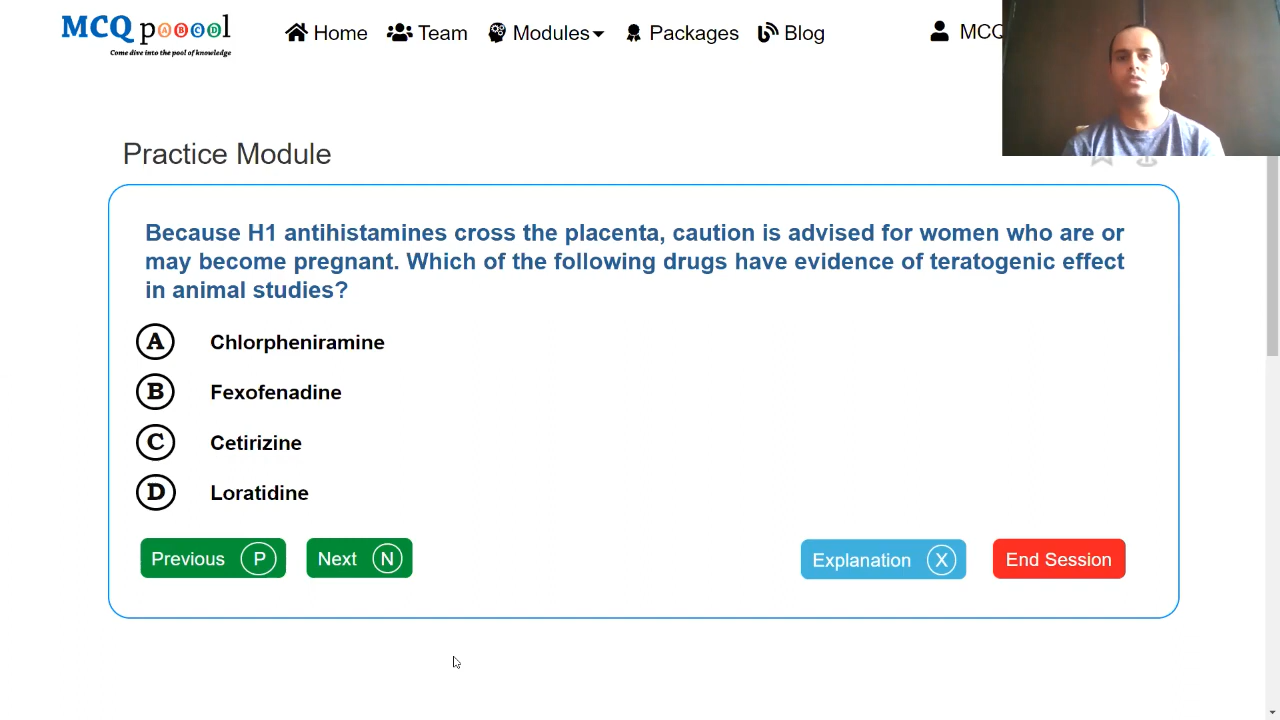 MCQ pABCDl
Come dive into the pool of knowledge
Home Team Modules Packages Blog MCQ
Practice Module
Because H1 antihistamines cross the placenta, caution is advised for women who are or
may become pregnant. Which of the following drugs have evidence of teratogenic effect
in animal studies?
A Chlorpheniramine
B Fexofenadine
C Cetirizine
D Loratidine
Previous P Next N Explanation X End Session